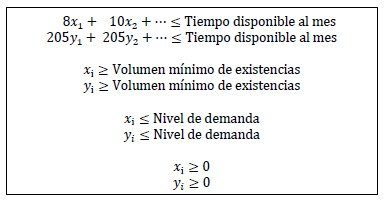 8x₁ + 10x₂ + ⋯ ≤ Tiempo disponible al mes
205y₁ + 205y₂ + ⋯ ≤ Tiempo disponible al mes
xᵢ ≥ Volumen mínimo de existencias
yᵢ ≥ Volumen mínimo de existencias
xᵢ ≤ Nivel de demanda
yᵢ ≤ Nivel de demanda
xᵢ ≥ 0
yᵢ ≥ 0